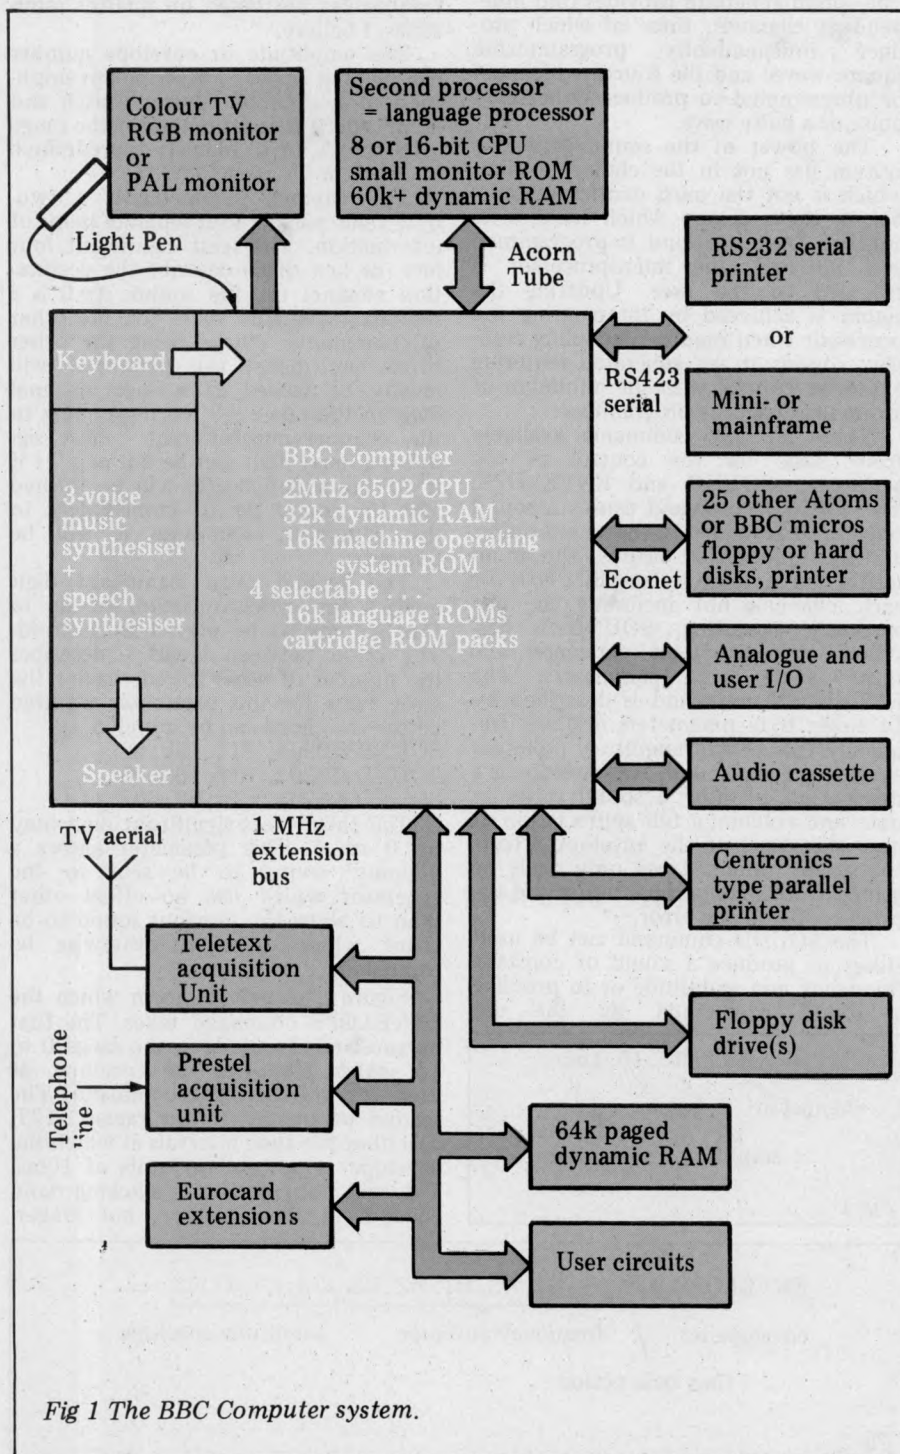 Colour TV
RGB monitor
or
PAL monitor
Second processor
= language processor
8 or 16-bit CPU
small monitor ROM
60k+ dynamic RAM
Light Pen
Acorn
Tube
RS232 serial
printer
or
Mini- or
mainframe
RS423
serial
Keyboard
3-voice
music
synthesiser
+
speech
synthesiser
Speaker
BBC Computer
2MHz 6502 CPU
32k dynamic RAM
16k machine operating
system ROM
4 selectable . . .
16k language ROMs
cartridge ROM packs
25 other Atoms
or BBC micros
floppy or hard
disks, printer
Econet
Analogue and
user I/O
Audio cassette
Centronics —
type parallel
printer
Floppy disk
drive(s)
TV aerial
1 MHz
extension
bus
Teletext
acquisition
Unit
Telephone
line
Prestel
acquisition
unit
Eurocard
extensions
64k paged
dynamic RAM
User circuits
Fig 1 The BBC Computer system.